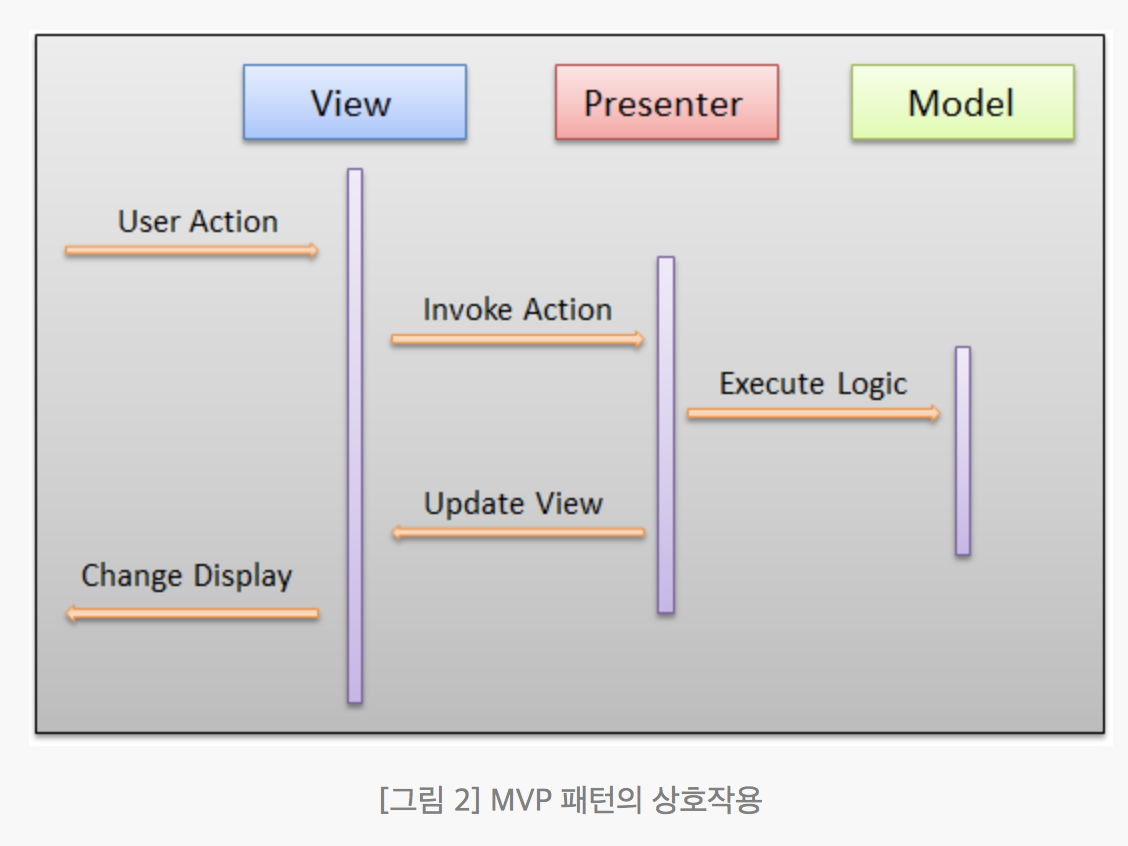 View
Presenter
Model
User Action
Invoke Action
Execute Logic
Update View
Change Display
[그림 2] MVP 패턴의 상호작용